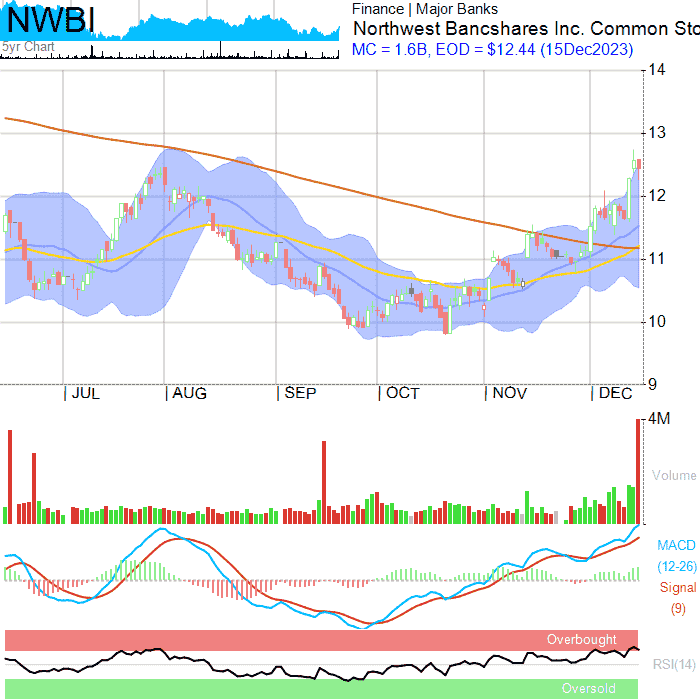 NWBI
5yr Chart
Finance | Major Banks
Northwest Bancshares Inc. Common Sto
MC = 1.6B, EOD = $12.44 (15Dec2023)
14
13
12
11
10
9
JUL AUG SEP OCT NOV DEC
4M
Volume
MACD
(12-26)
Signal
(9)
Overbought
RSI(14)
Oversold